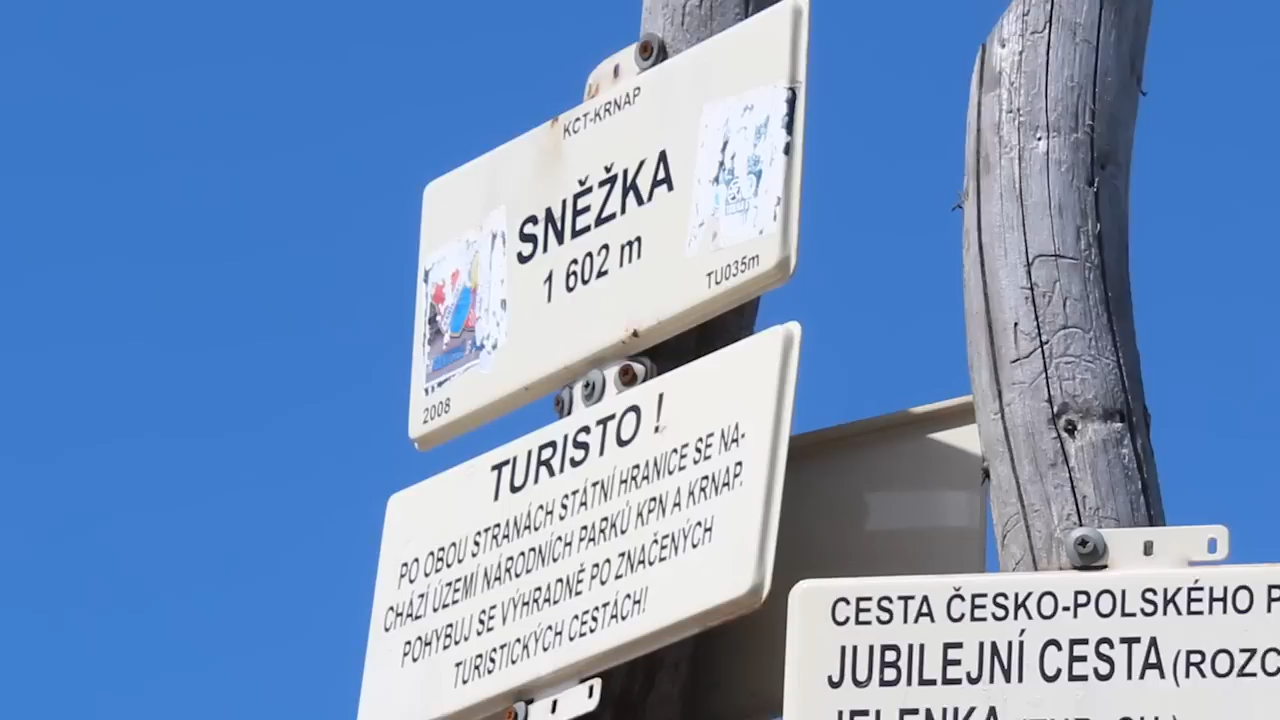 KCT-KRNAP
SNĚŽKA
1 602 m
TU035m
2008
TURISTO !
PO OBOU STRANÁCH STÁTNÍ HRANICE SE NA-
CHÁZÍ ÚZEMÍ NÁRODNÍCH PARKŮ KPN A KRNAP.
POHYBUJ SE VÝHRADNĚ PO ZNAČENÝCH
TURISTICKÝCH CESTÁCH!
CESTA ČESKO-POLSKÉHO P
JUBILEJNÍ CESTA (ROZC
JELENKA